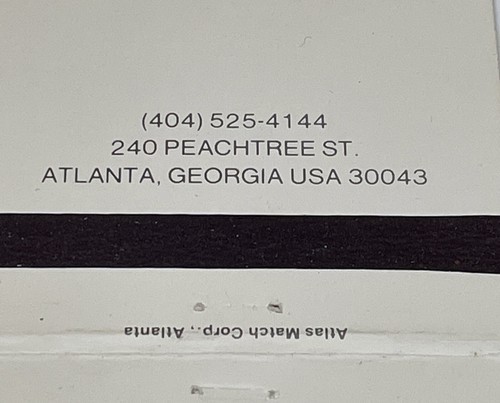 (404) 525-4144
240 PEACHTREE ST.
ATLANTA, GEORGIA USA 30043
Atlas Match Corp., Atlanta